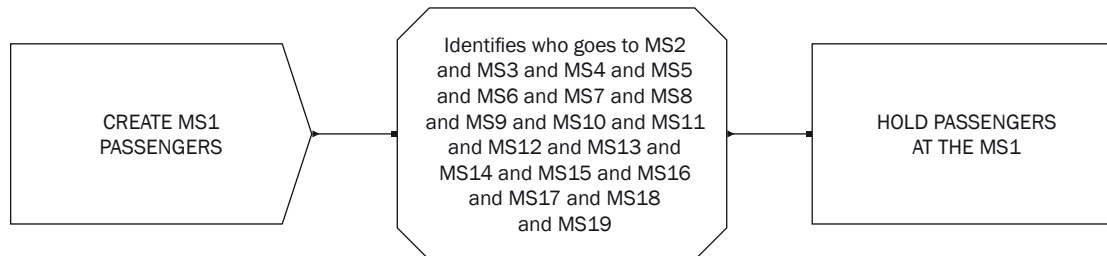 CREATE MS1
PASSENGERS
Identifies who goes to MS2
and MS3 and MS4 and MS5
and MS6 and MS7 and MS8
and MS9 and MS10 and MS11
and MS12 and MS13 and
MS14 and MS15 and MS16
and MS17 and MS18
and MS19
HOLD PASSENGERS
AT THE MS1